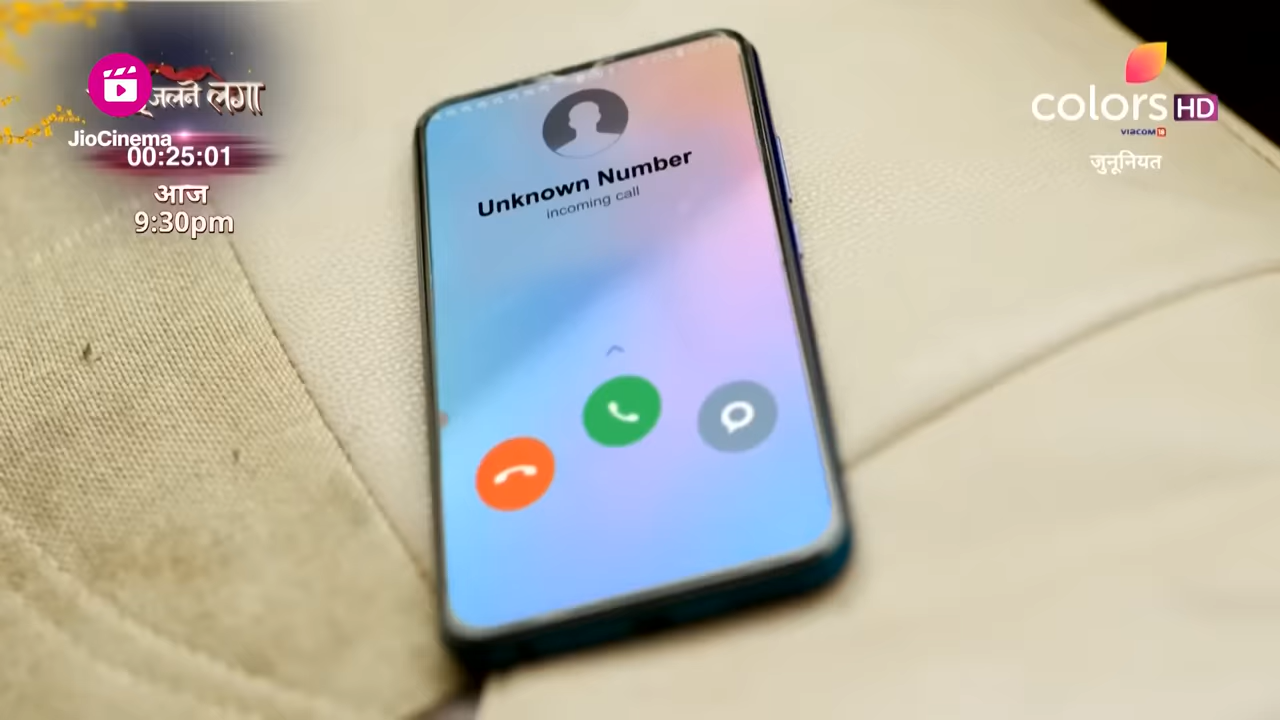 जलने लगा
JioCinema
00:25:01
आज
9:30pm
colors HD
VIACOM18
जुनूनियत
Unknown Number
incoming call